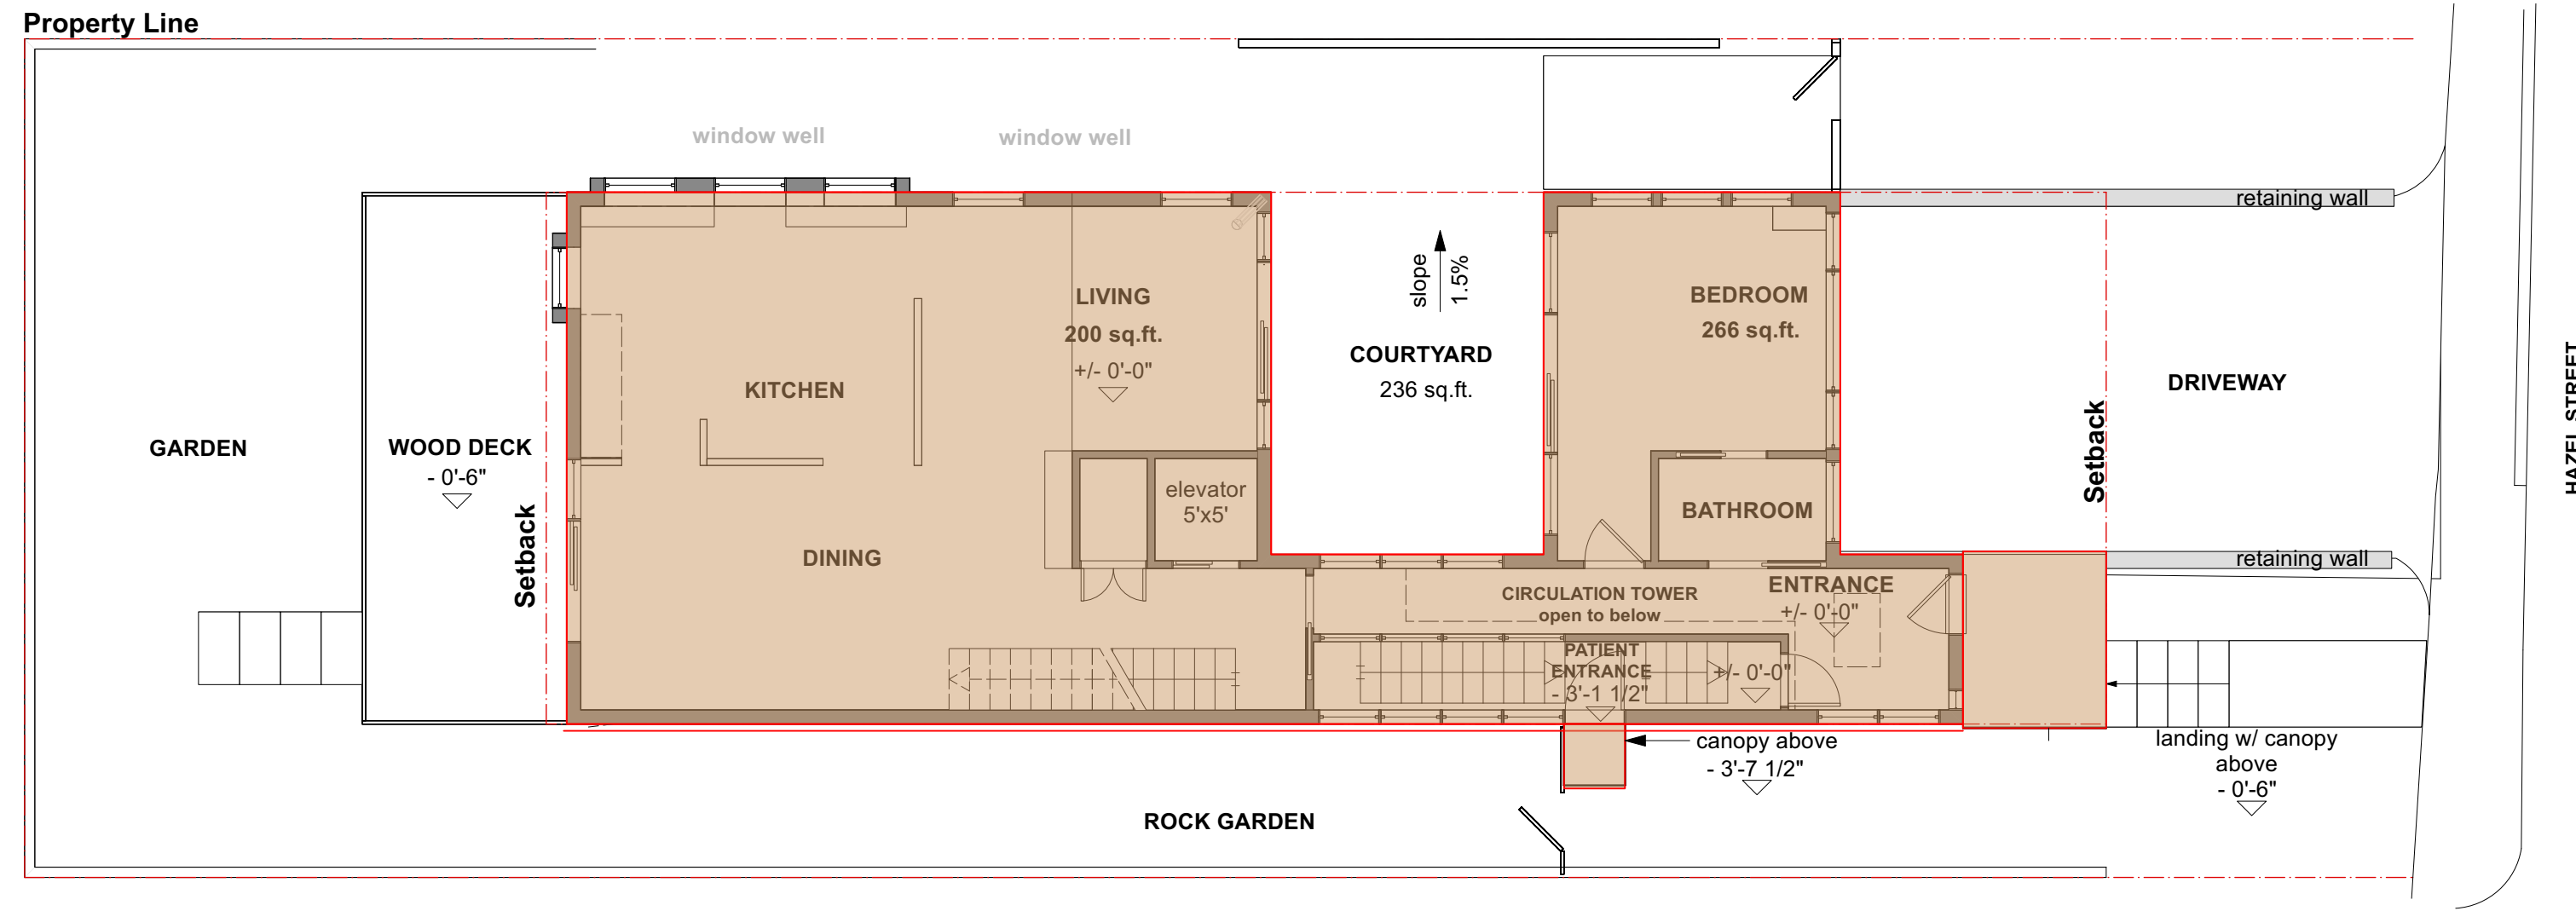 Property Line
window well
window well
retaining wall
slope
1.5%
LIVING
200 sq.ft.
+/- 0'-0"
BEDROOM
266 sq.ft.
COURTYARD
236 sq.ft.
KITCHEN
DRIVEWAY
HAZEL STREET
GARDEN
WOOD DECK
- 0'-6"
Setback
Setback
elevator
5'x5'
BATHROOM
DINING
retaining wall
CIRCULATION TOWER
open to below
ENTRANCE
+/- 0'-0"
PATIENT
ENTRANCE
- 3'-1 1/2"
+/- 0'-0"
canopy above
- 3'-7 1/2"
landing w/ canopy
above
- 0'-6"
ROCK GARDEN